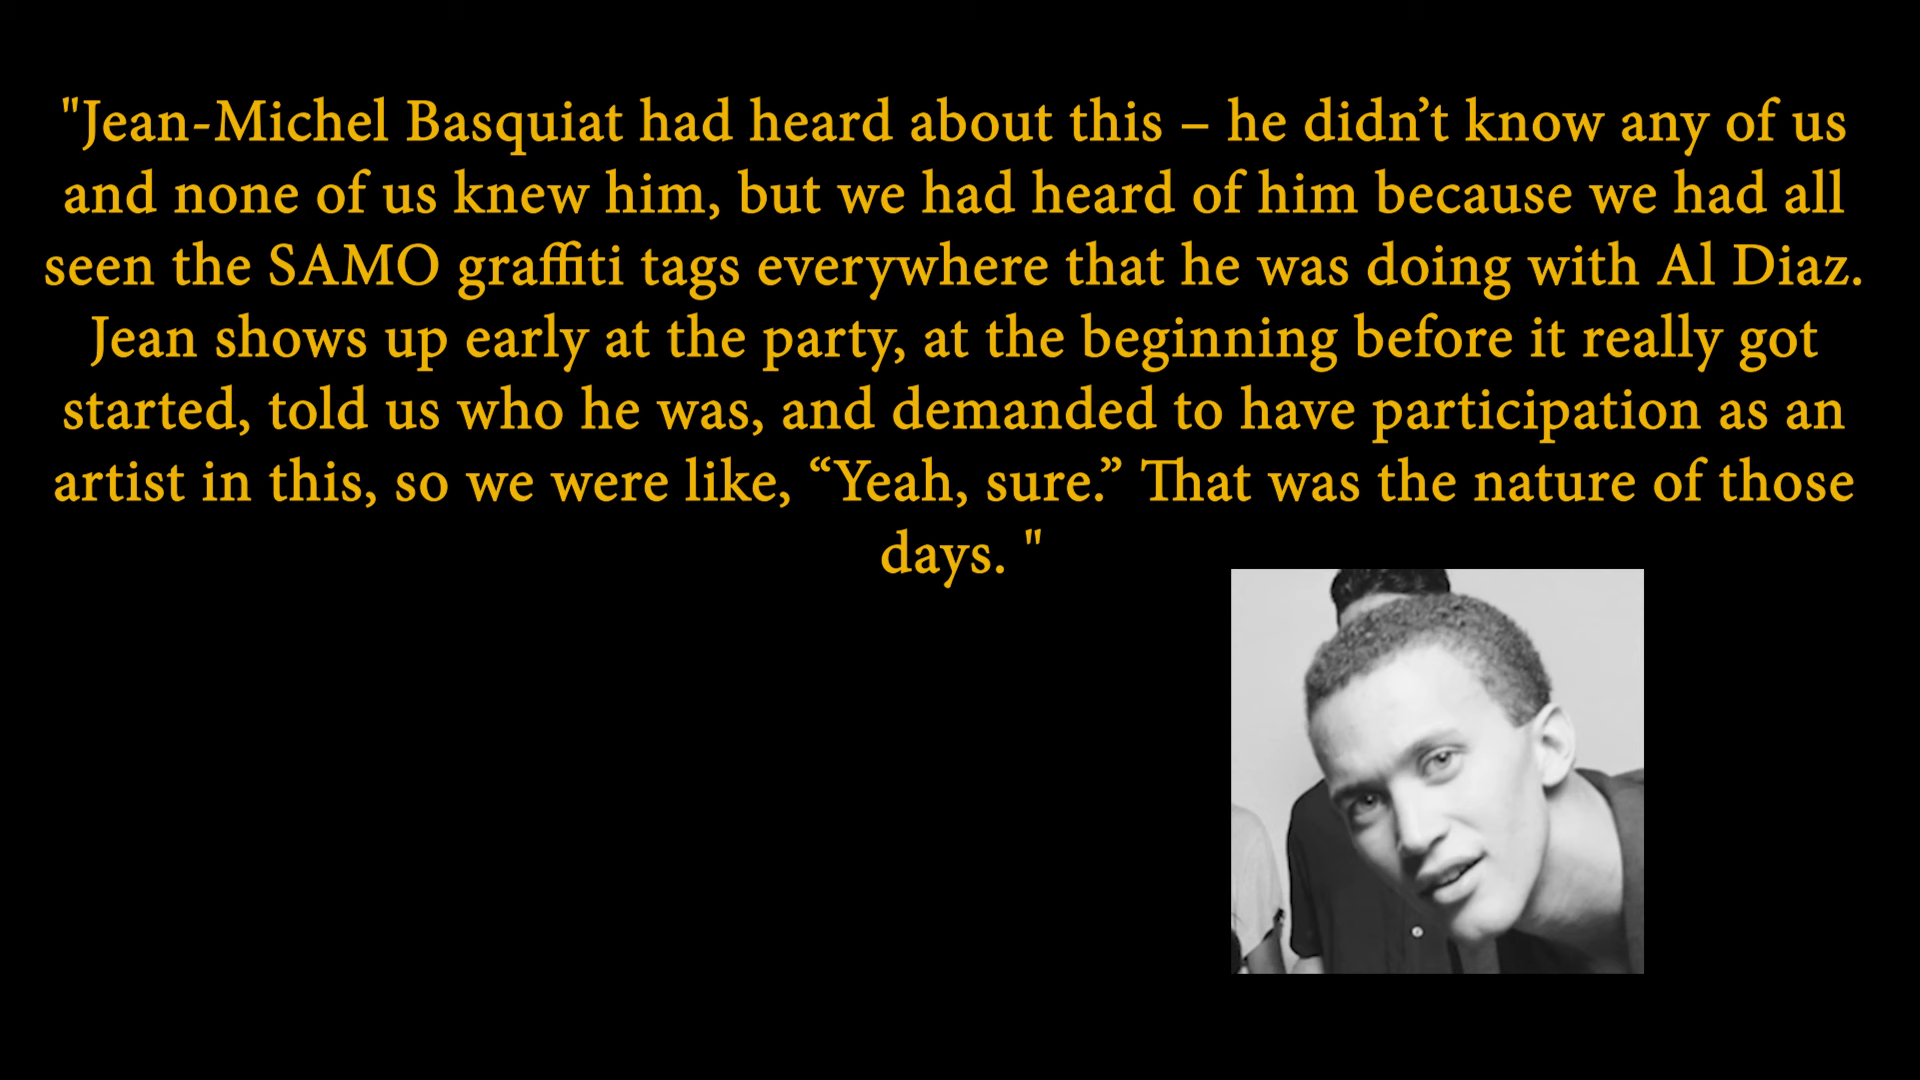 "Jean-Michel Basquiat had heard about this – he didn’t know any of us
and none of us knew him, but we had heard of him because we had all
seen the SAMO graffiti tags everywhere that he was doing with Al Diaz.
Jean shows up early at the party, at the beginning before it really got
started, told us who he was, and demanded to have participation as an
artist in this, so we were like, “Yeah, sure.” That was the nature of those
days. "